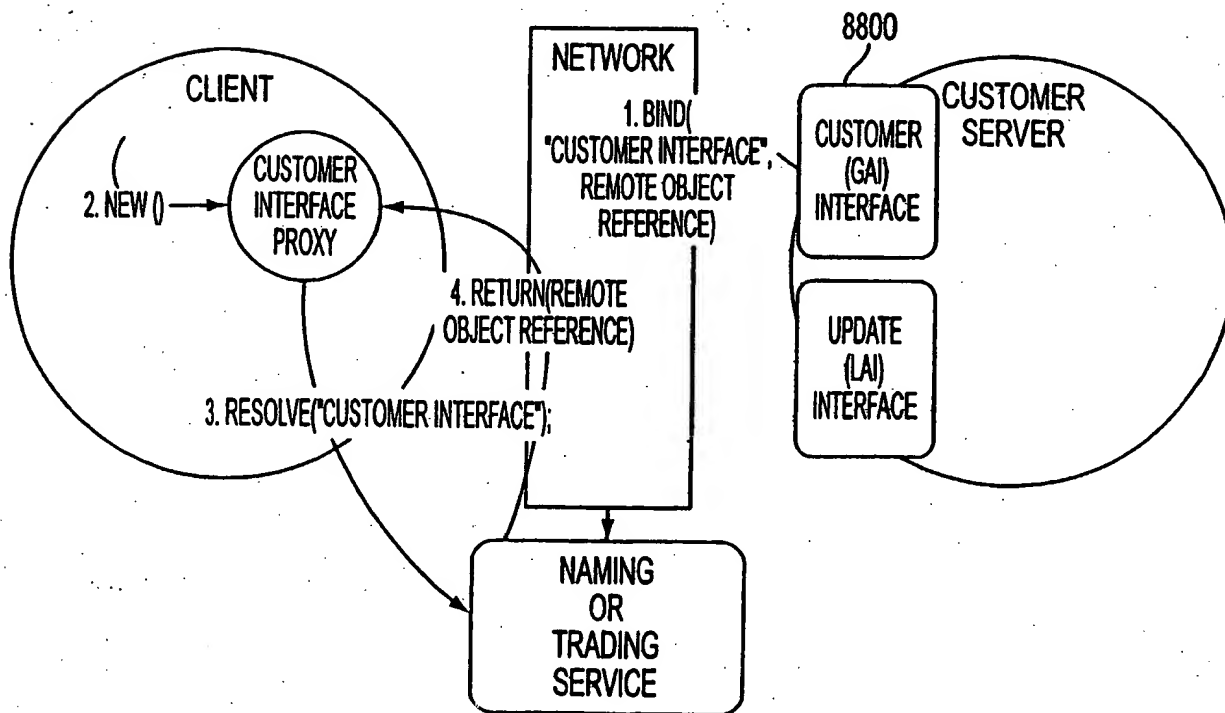 8800
CLIENT
2. NEW ()
CUSTOMER
INTERFACE
PROXY
NETWORK
1. BIND(
"CUSTOMER INTERFACE",
REMOTE OBJECT
REFERENCE)
CUSTOMER
(GAI)
INTERFACE
CUSTOMER
SERVER
4. RETURN(REMOTE
OBJECT REFERENCE)
3. RESOLVE("CUSTOMER INTERFACE");
UPDATE
(LAI)
INTERFACE
NAMING
OR
TRADING
SERVICE